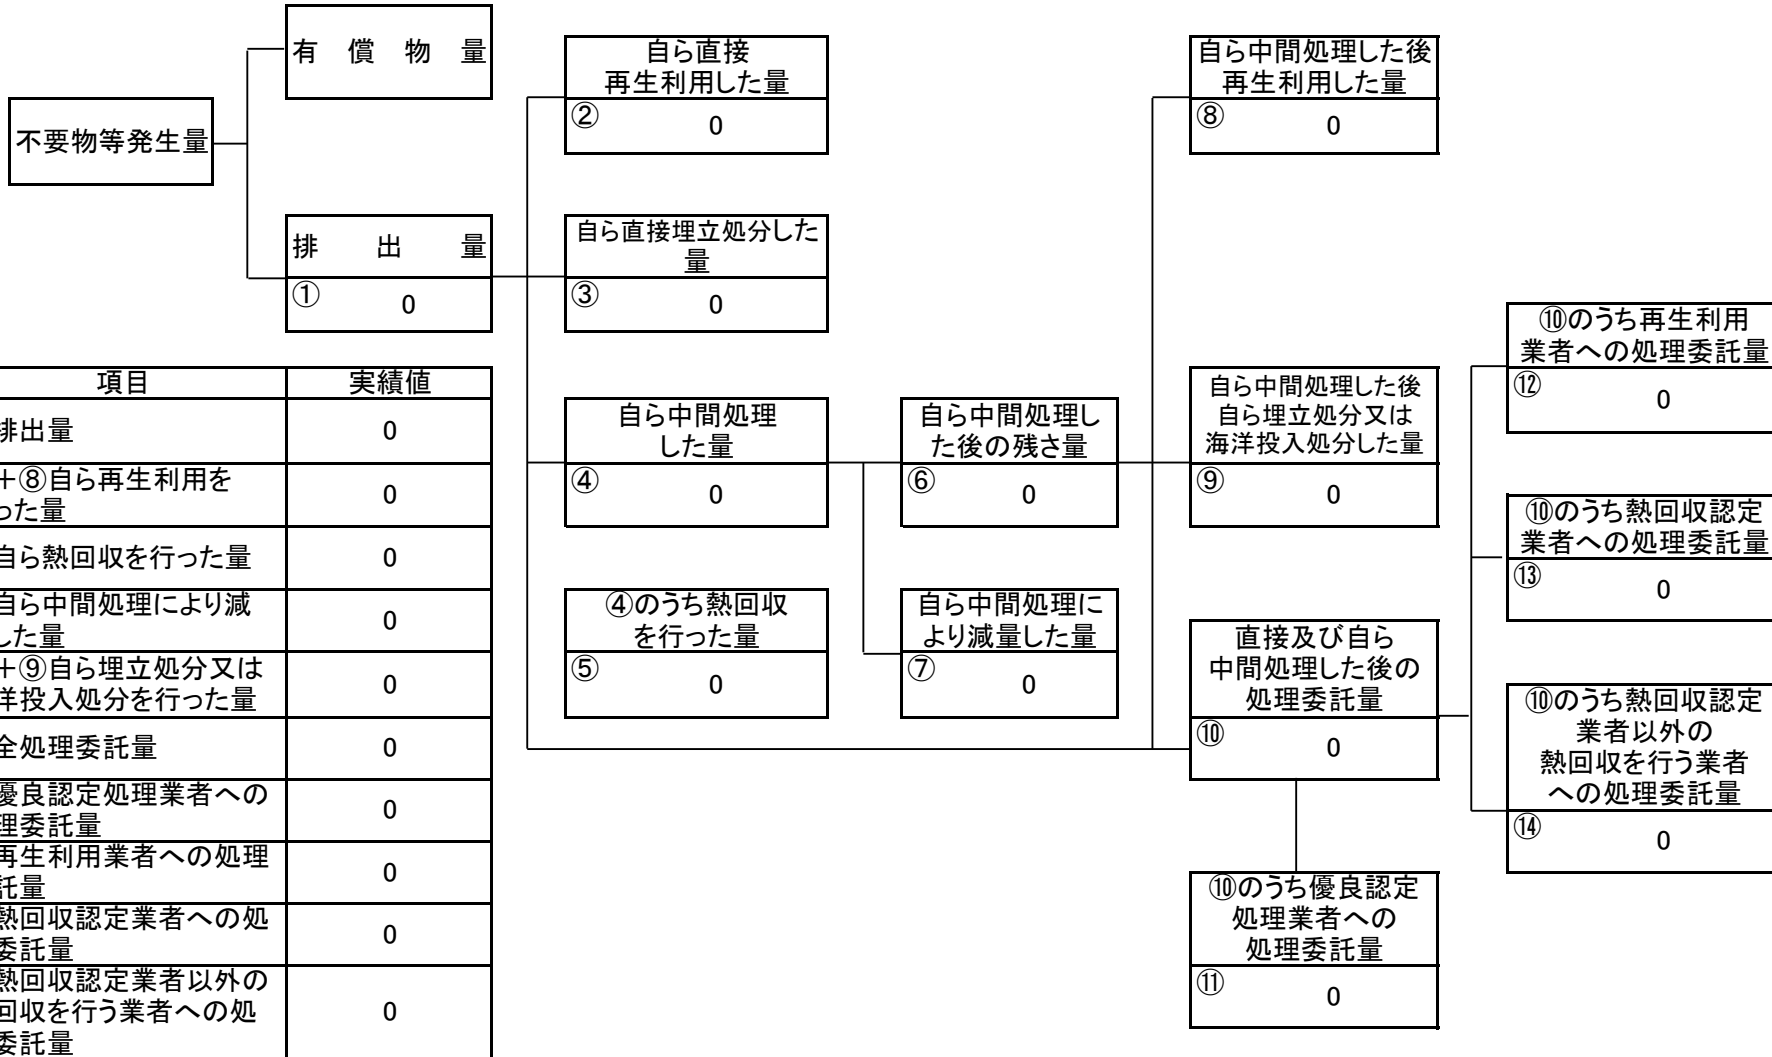 有償物量
不要物等発生量
排出量
① 0
自ら直接
再生利用した量
② 0
自ら直接埋立処分した
量
③ 0
自ら中間処理
した量
④ 0
④のうち熱回収
を行った量
⑤ 0
自ら中間処理し
た後の残さ量
⑥ 0
自ら中間処理に
より減量した量
⑦ 0
自ら中間処理した後
再生利用した量
⑧ 0
自ら中間処理した後
自ら埋立処分又は
海洋投入処分した量
⑨ 0
直接及び自ら
中間処理した後の
処理委託量
⑩ 0
⑩のうち優良認定
処理業者への
処理委託量
⑪ 0
⑩のうち再生利用
業者への処理委託量
⑫ 0
⑩のうち熱回収認定
業者への処理委託量
⑬ 0
⑩のうち熱回収認定
業者以外の
熱回収を行う業者
への処理委託量
⑭ 0
項目 実績値
排出量 0
+⑧自ら再生利用を
った量 0
自ら熱回収を行った量 0
自ら中間処理により減
した量 0
+⑨自ら埋立処分又は
洋投入処分を行った量 0
全処理委託量 0
優良認定処理業者への
理委託量 0
再生利用業者への処理
託量 0
熱回収認定業者への処
委託量 0
熱回収認定業者以外の
回収を行う業者への処
委託量 0